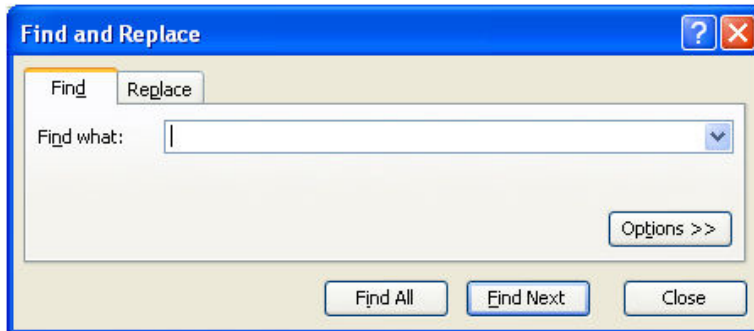 Find and Replace
Find Replace
Find what:
Options >>
Find All Find Next Close